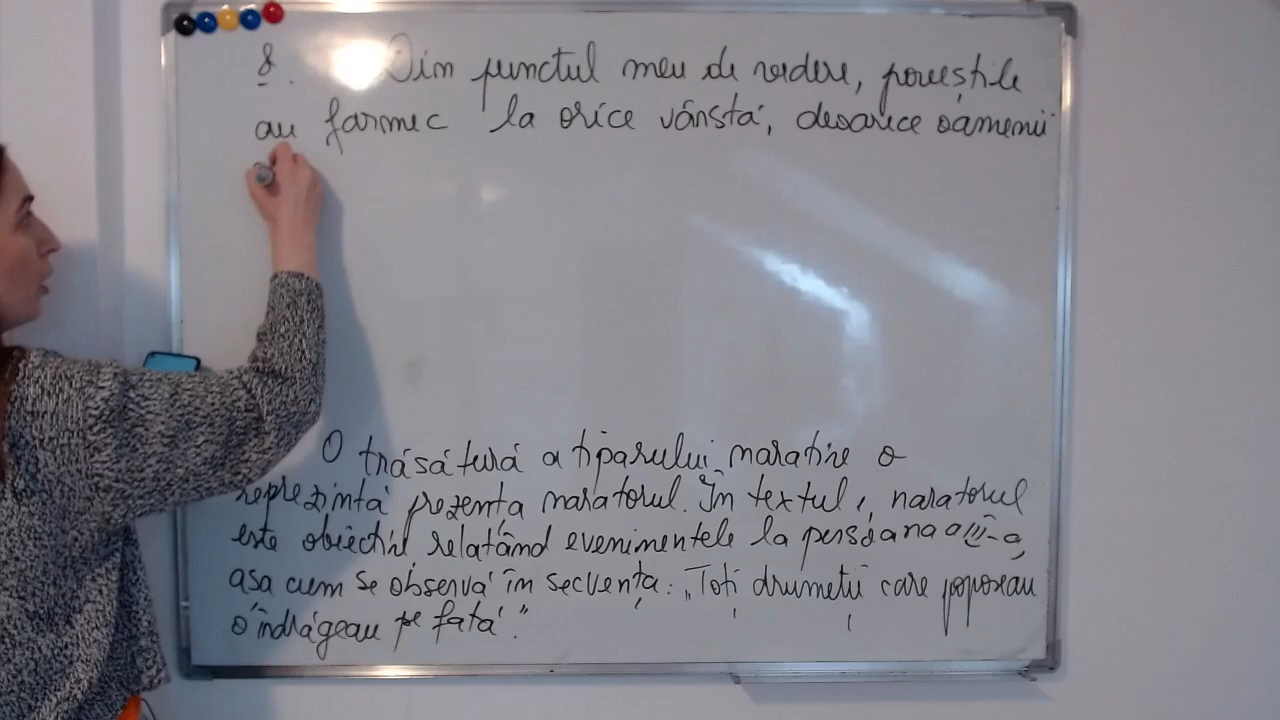 8. Din punctul meu de vedere, poveștile
au farmec la orice vârstă, deoarece oamenii
O trăsătură a tiparului narativ e o
reprezintă prezența naratorul. În textul, naratorul
este obiectiv relatând evenimentele la persoana a III-a,
asa cum se observă în secvența: „Toți drumeții care poposeau
o îndrăgeau pe fată."